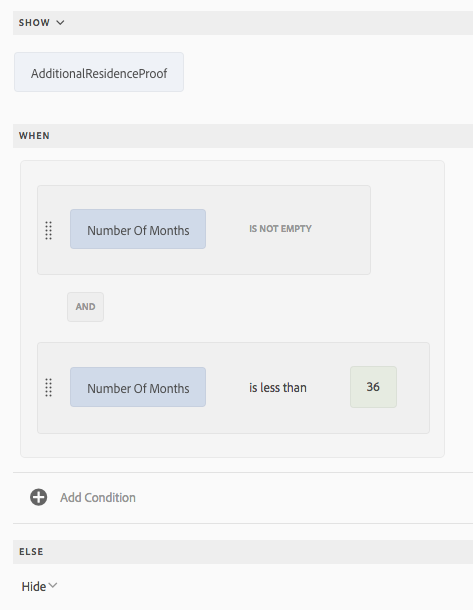 SHOW
AdditionalResidenceProof
WHEN
Number Of Months IS NOT EMPTY
AND
Number Of Months is less than 36
Add Condition
ELSE
Hide